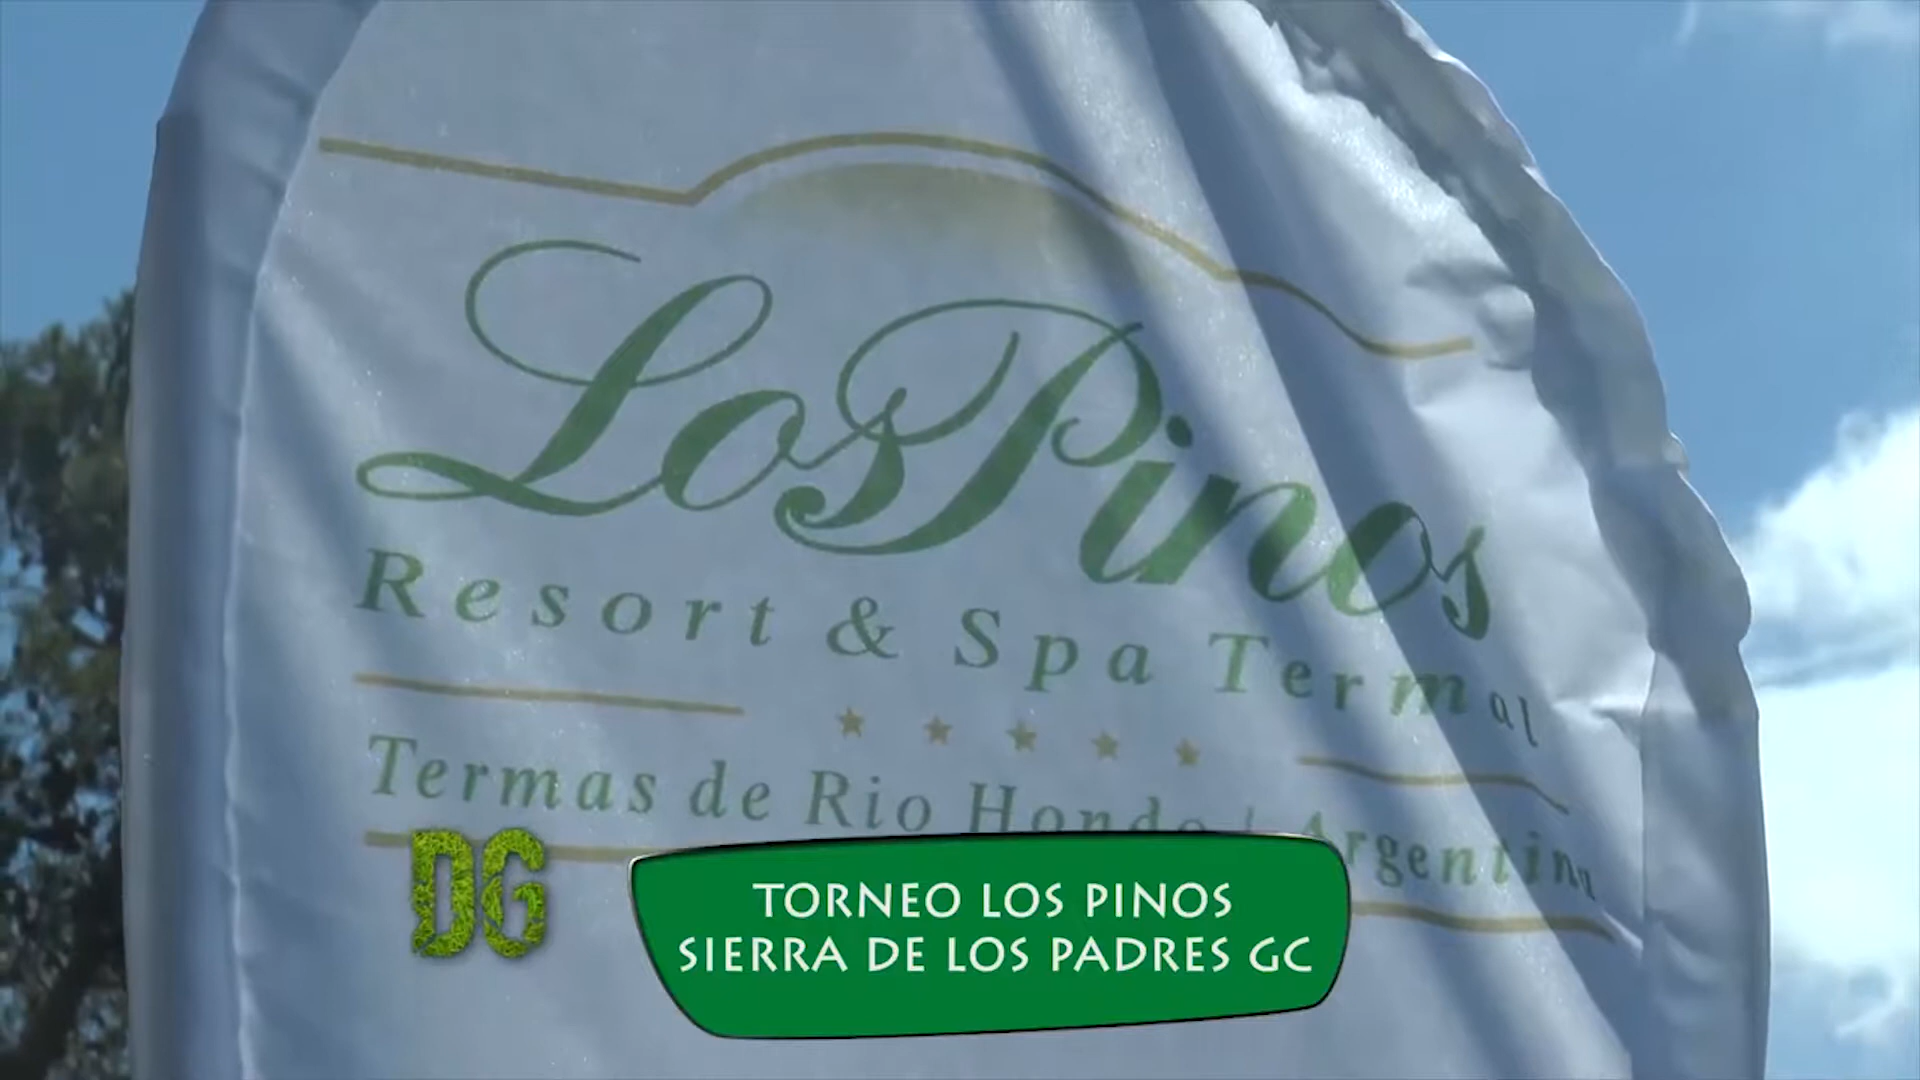 Los Pinos
Resort & Spa Termal
Termas de Rio Hondo | Argentina
DG
TORNEO LOS PINOS
SIERRA DE LOS PADRES GC